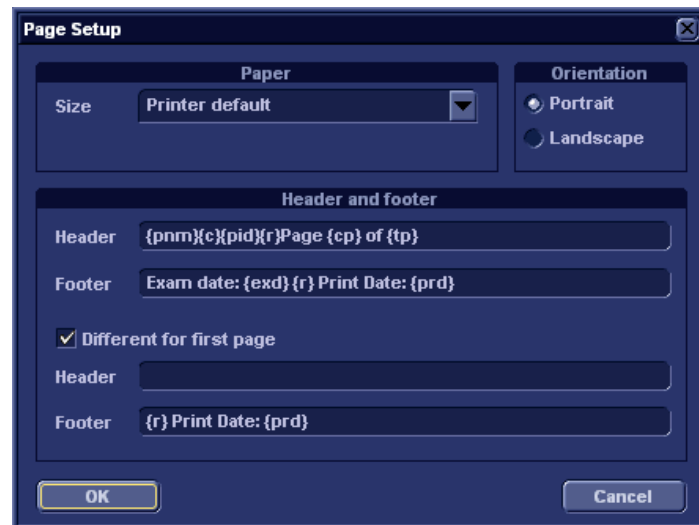 Page Setup
Paper
Size Printer default
Orientation
Portrait
Landscape
Header and footer
Header {pnm}{c}{pid}{r}Page {cp} of {tp}
Footer Exam date: {exd} {r} Print Date: {prd}
Different for first page
Header
Footer {r} Print Date: {prd}
OK Cancel